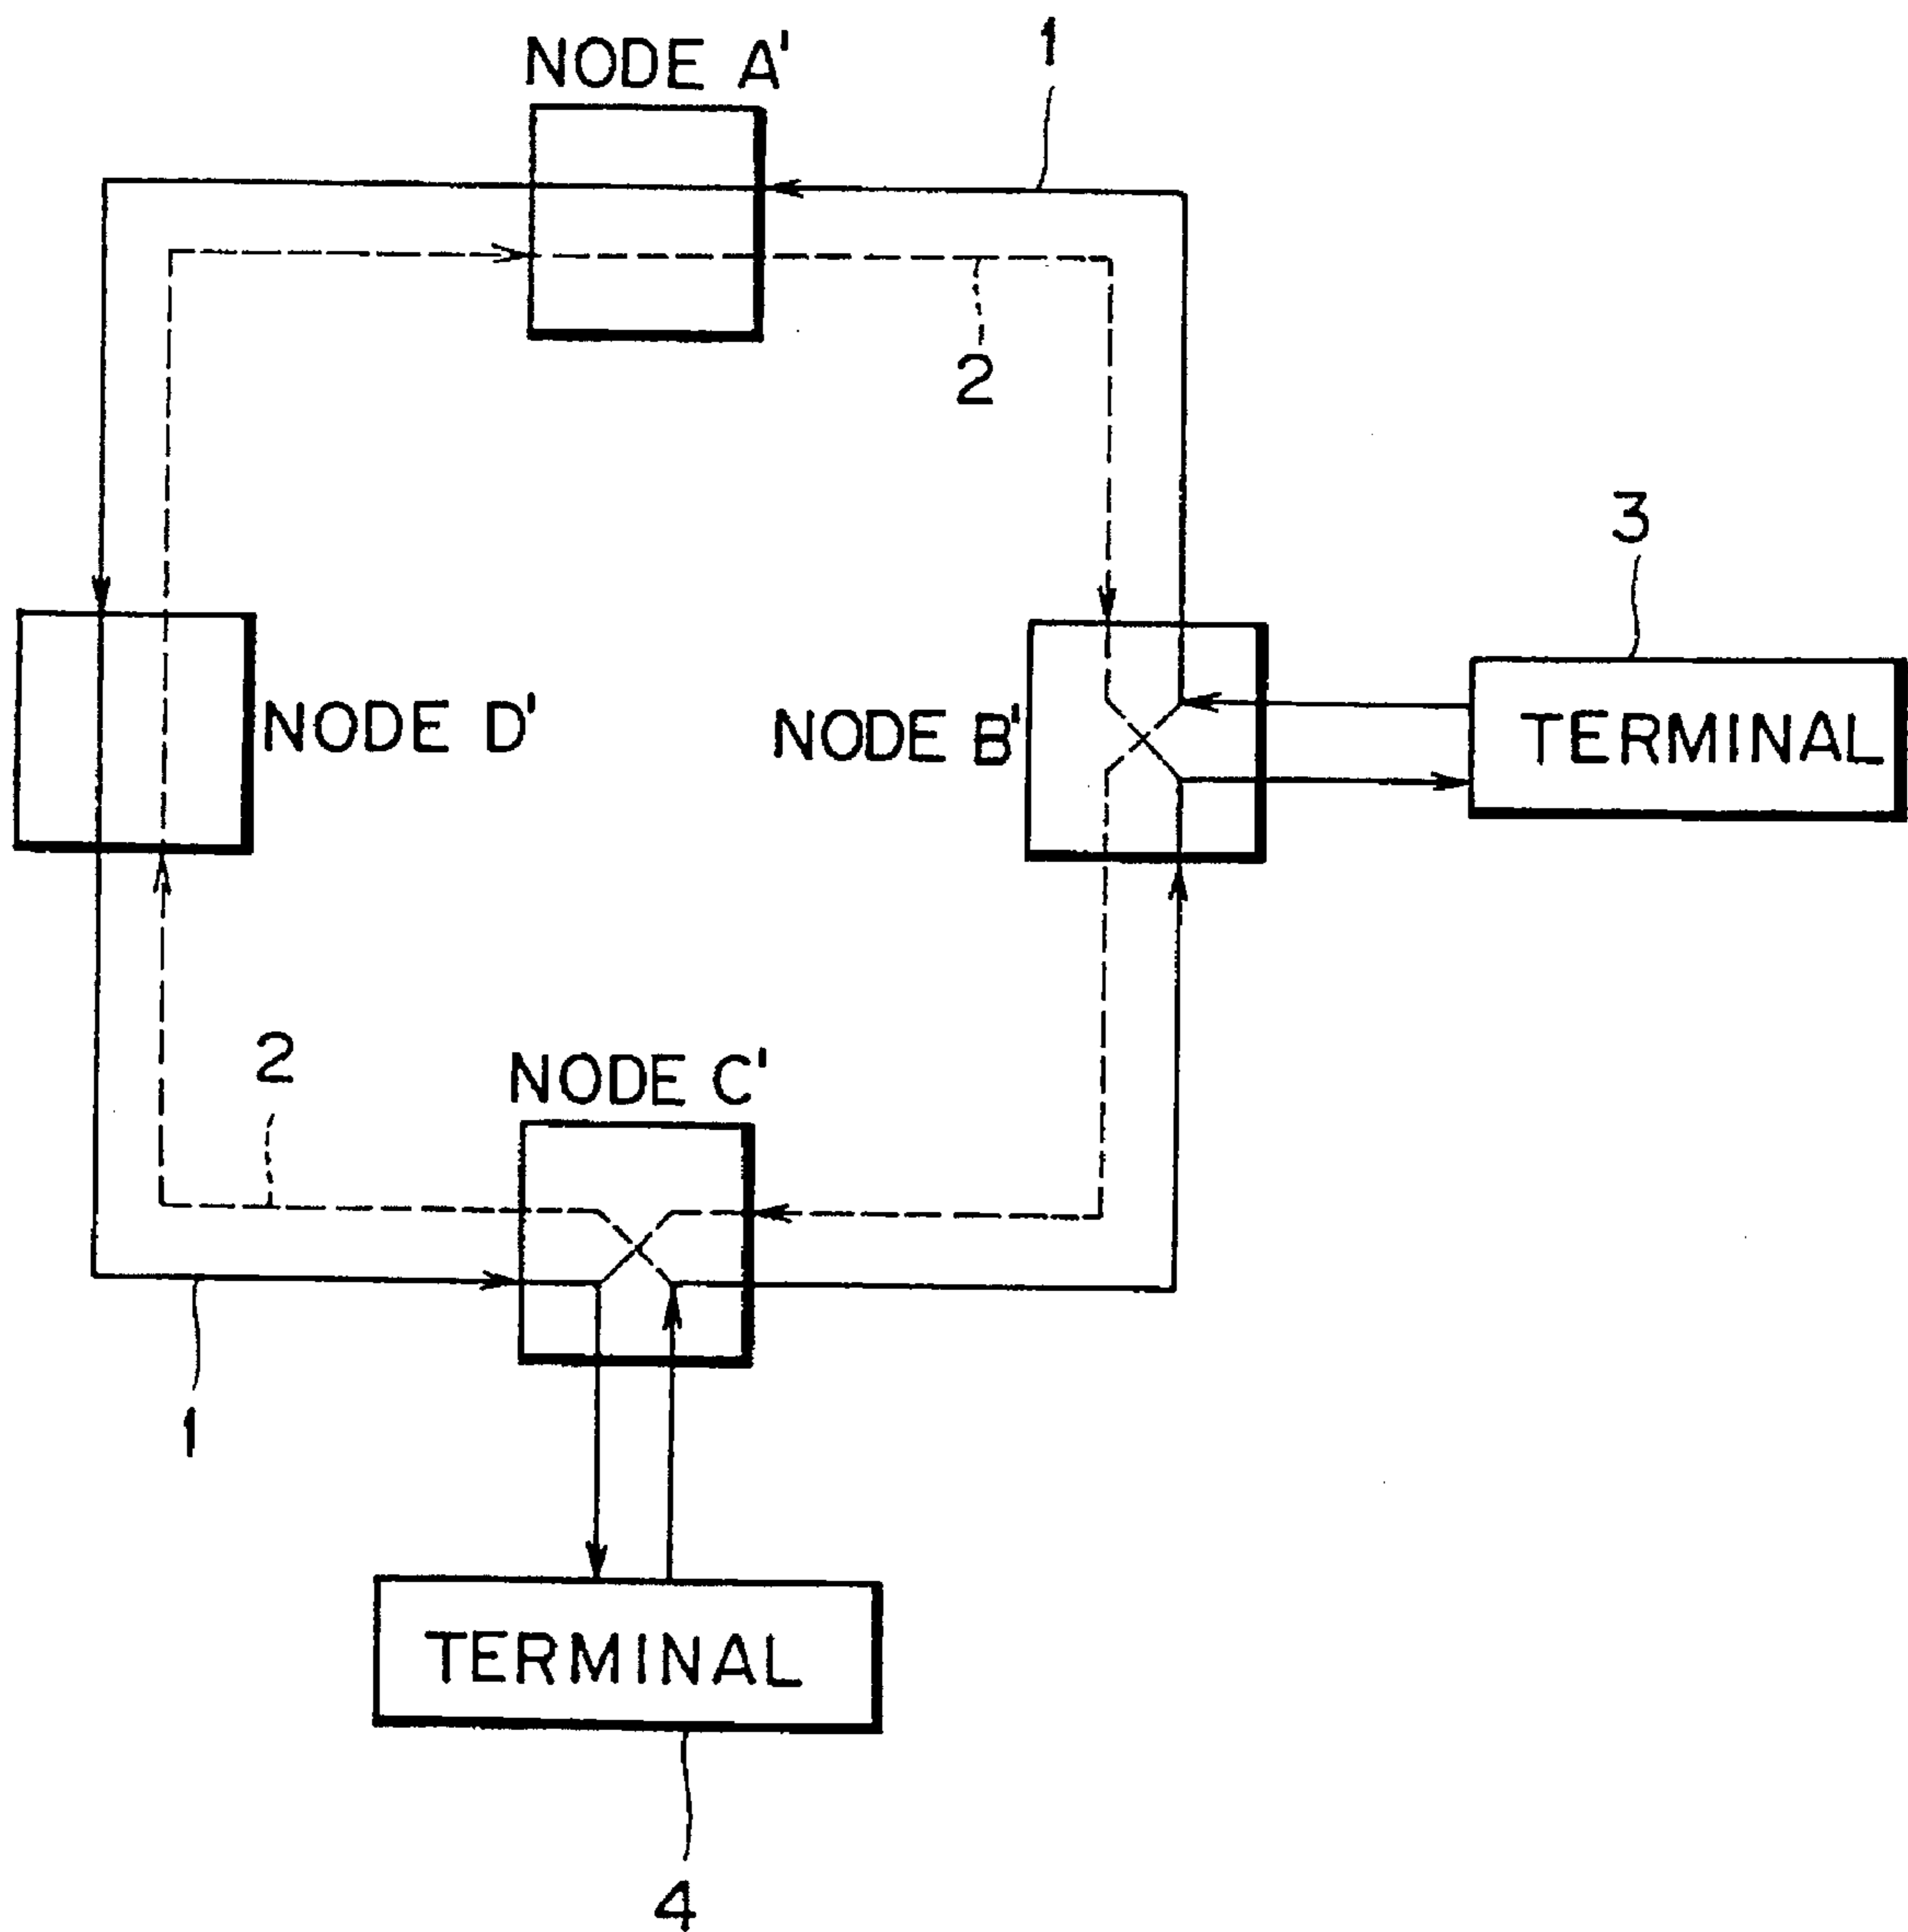 1
NODE A'
2
3
NODE D'
NODE B'
TERMINAL
2
NODE C'
1
TERMINAL
4